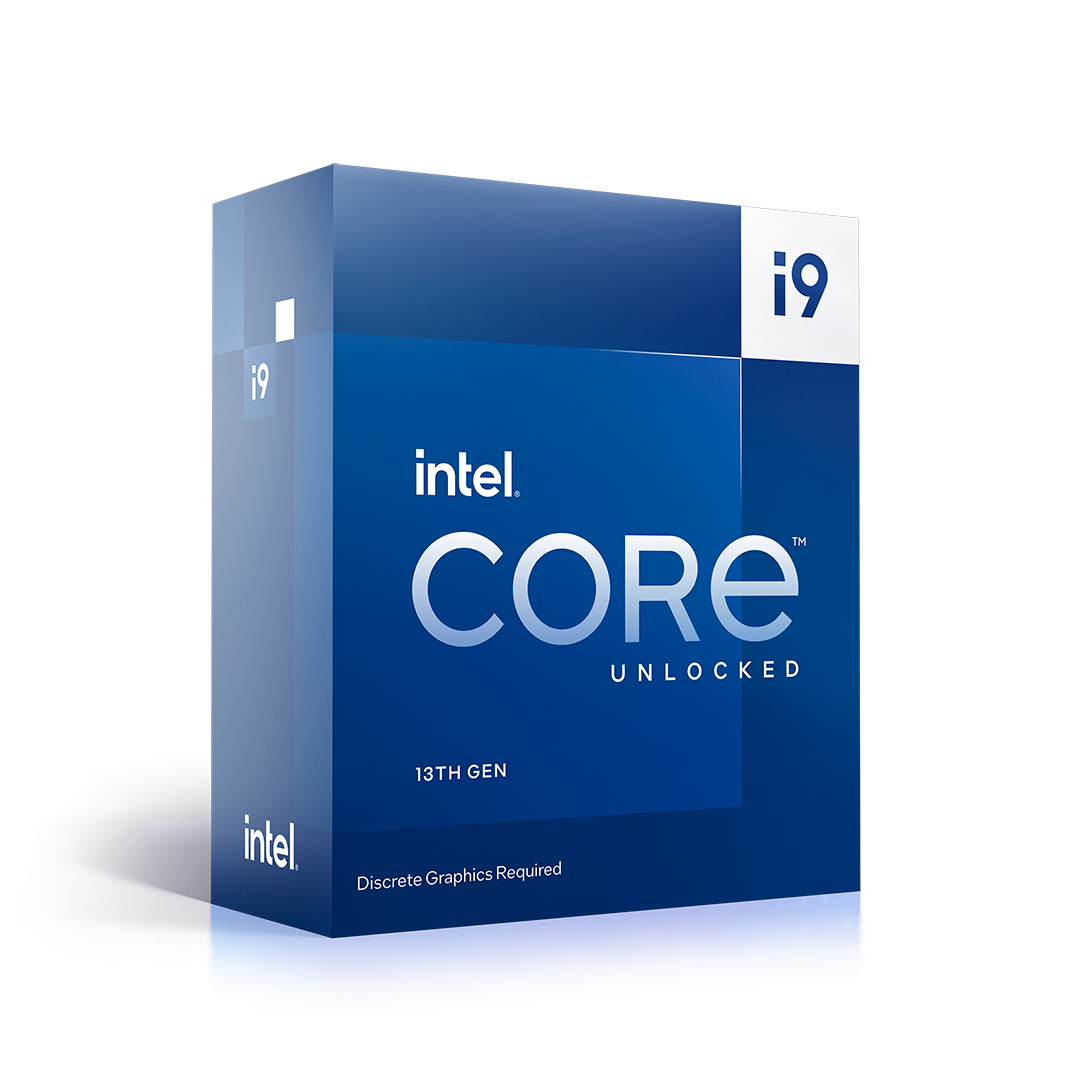 i9
i9
intel®
CORe™
UNLOCKED
13TH GEN
intel®
Discrete Graphics Required